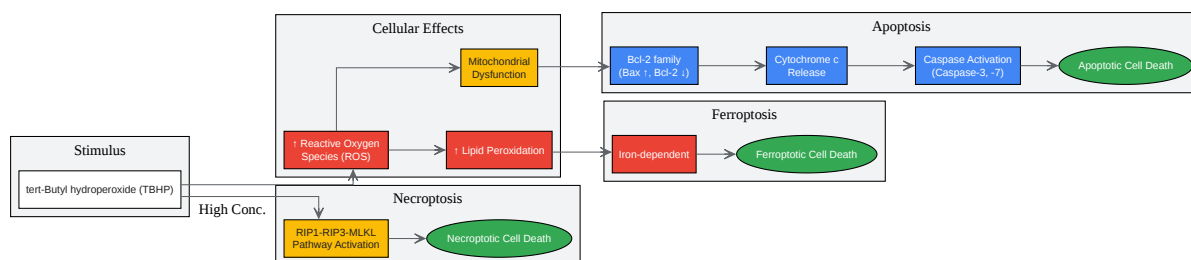 Stimulus
tert-Butyl hydroperoxide (TBHP)
High Conc.
Cellular Effects
Mitochondrial
Dysfunction
↑ Reactive Oxygen
Species (ROS)
↑ Lipid Peroxidation
Necroptosis
RIP1-RIP3-MLKL
Pathway Activation
Necroptotic Cell Death
Apoptosis
Bcl-2 family
(Bax ↑, Bcl-2 ↓)
Cytochrome c
Release
Caspase Activation
(Caspase-3, -7)
Apoptotic Cell Death
Ferroptosis
Iron-dependent
Ferroptotic Cell Death